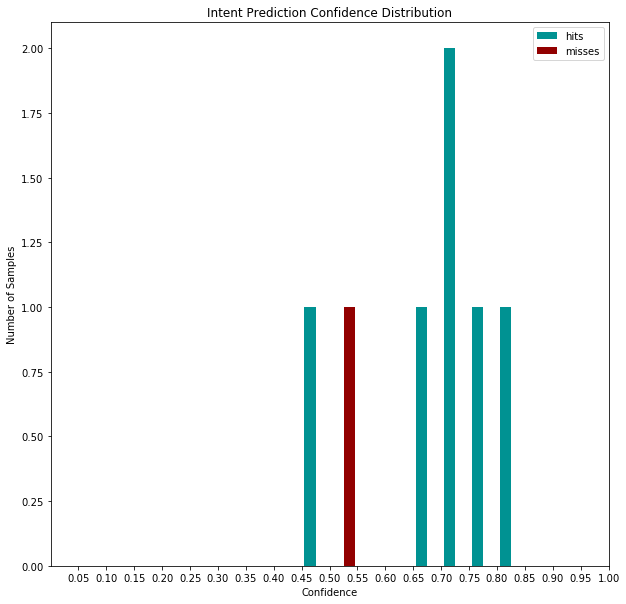 Intent Prediction Confidence Distribution
hits
misses
2.00
1.75
1.50
1.25
1.00
0.75
0.50
0.25
0.00
Number of Samples
0.05 0.10 0.15 0.20 0.25 0.30 0.35 0.40 0.45 0.50 0.55 0.60 0.65 0.70 0.75 0.80 0.85 0.90 0.95 1.00
Confidence